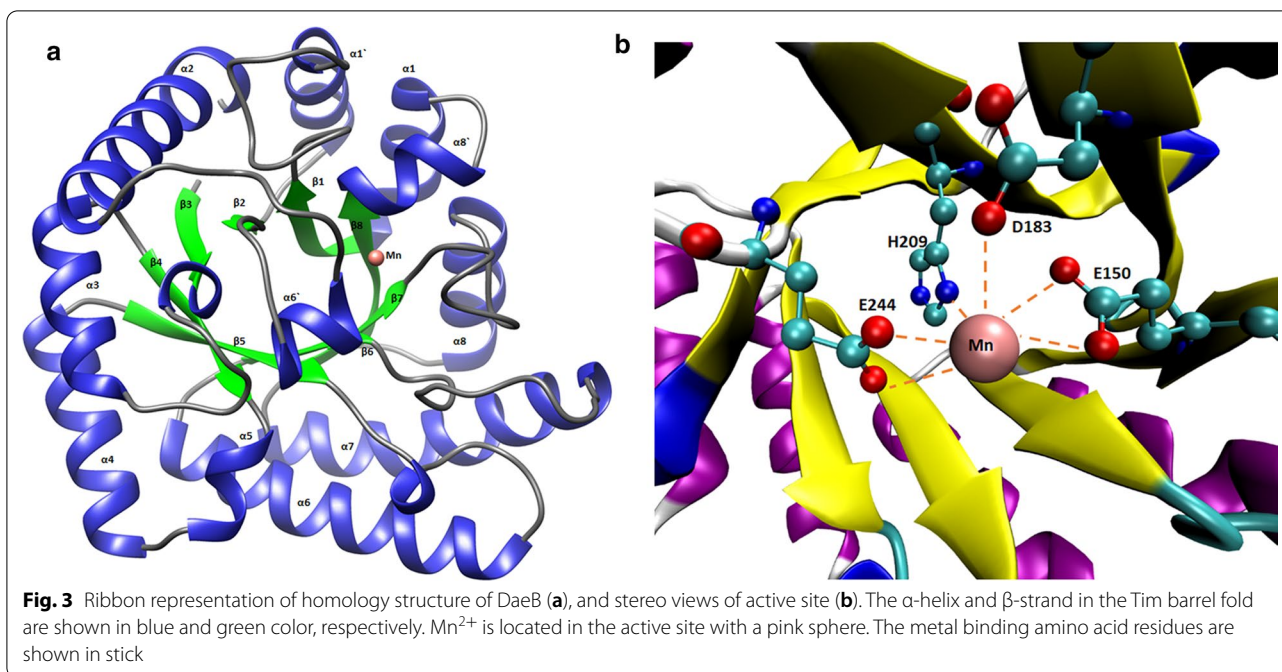 a
α2
α1`
α1
α8`
β1
β3
β2
β8
β4
Mn
α3
β7
α6`
β5
β6
α8
α5
α7
α4
α6
b
H209
D183
E150
E244
Mn
Fig. 3 Ribbon representation of homology structure of DaeB (a), and stereo views of active site (b). The α-helix and β-strand in the Tim barrel fold
are shown in blue and green color, respectively. Mn2+ is located in the active site with a pink sphere. The metal binding amino acid residues are
shown in stick